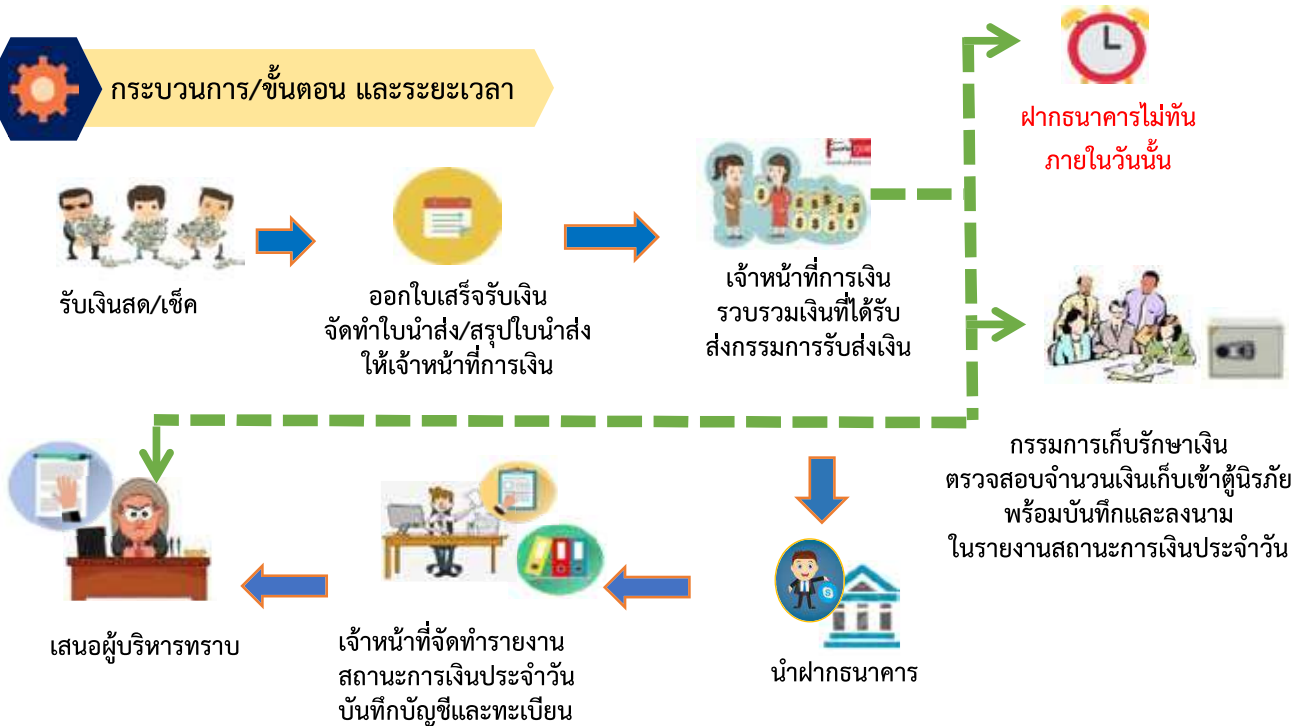 กระบวนการ/ขั้นตอน และระยะเวลา
ฝากธนาคารไม่ทัน
ภายในวันนั้น
รับเงินสด/เช็ค
ออกใบเสร็จรับเงิน
จัดทำใบนำส่ง/สรุปใบนำส่ง
ให้เจ้าหน้าที่การเงิน
เจ้าหน้าที่การเงิน
รวบรวมเงินที่ได้รับ
ส่งกรรมการรับส่งเงิน
กรรมการเก็บรักษาเงิน
ตรวจสอบจำนวนเงินเก็บเข้าตู้นิรภัย
พร้อมบันทึกและลงนาม
ในรายงานสถานะการเงินประจำวัน
นำฝากธนาคาร
เจ้าหน้าที่จัดทำรายงาน
สถานะการเงินประจำวัน
บันทึกบัญชีและทะเบียน
เสนอผู้บริหารทราบ